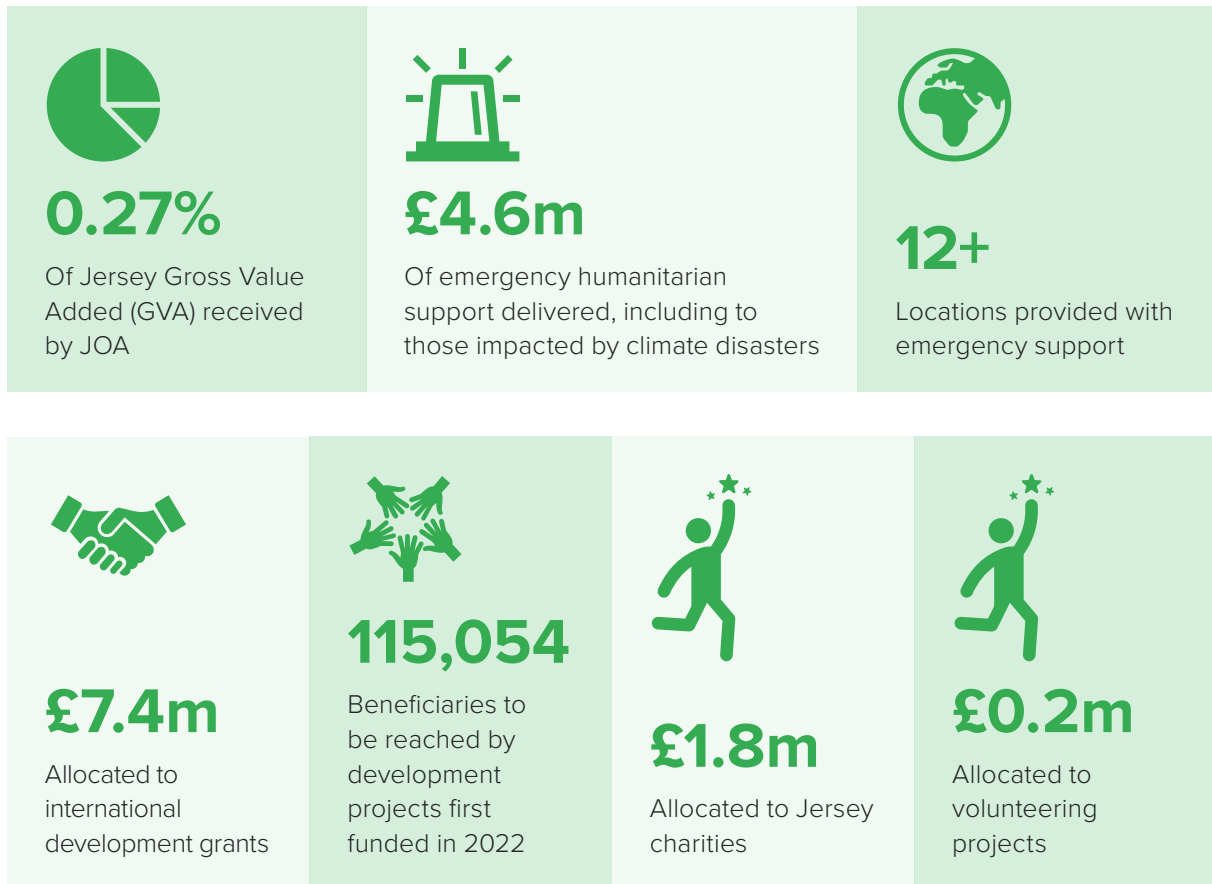 0.27%
Of Jersey Gross Value
Added (GVA) received
by JOA
£4.6m
Of emergency humanitarian
support delivered, including to
those impacted by climate disasters
12+
Locations provided with
emergency support
£7.4m
Allocated to
international
development grants
115,054
Beneficiaries to
be reached by
development
projects first
funded in 2022
£1.8m
Allocated to Jersey
charities
£0.2m
Allocated to
volunteering
projects